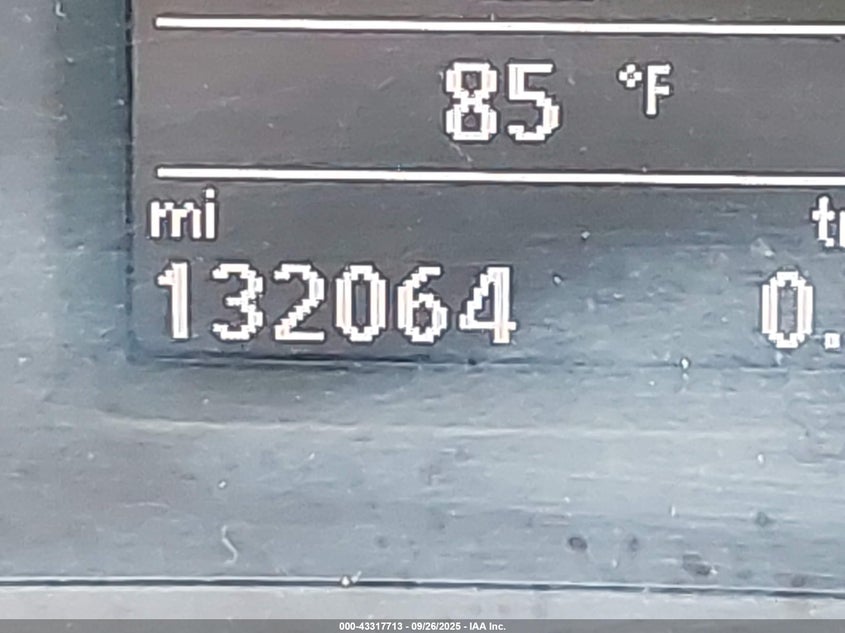 85 °F
mi
132064 0.
000-43317713 - 09/26/2025 - IAA Inc.